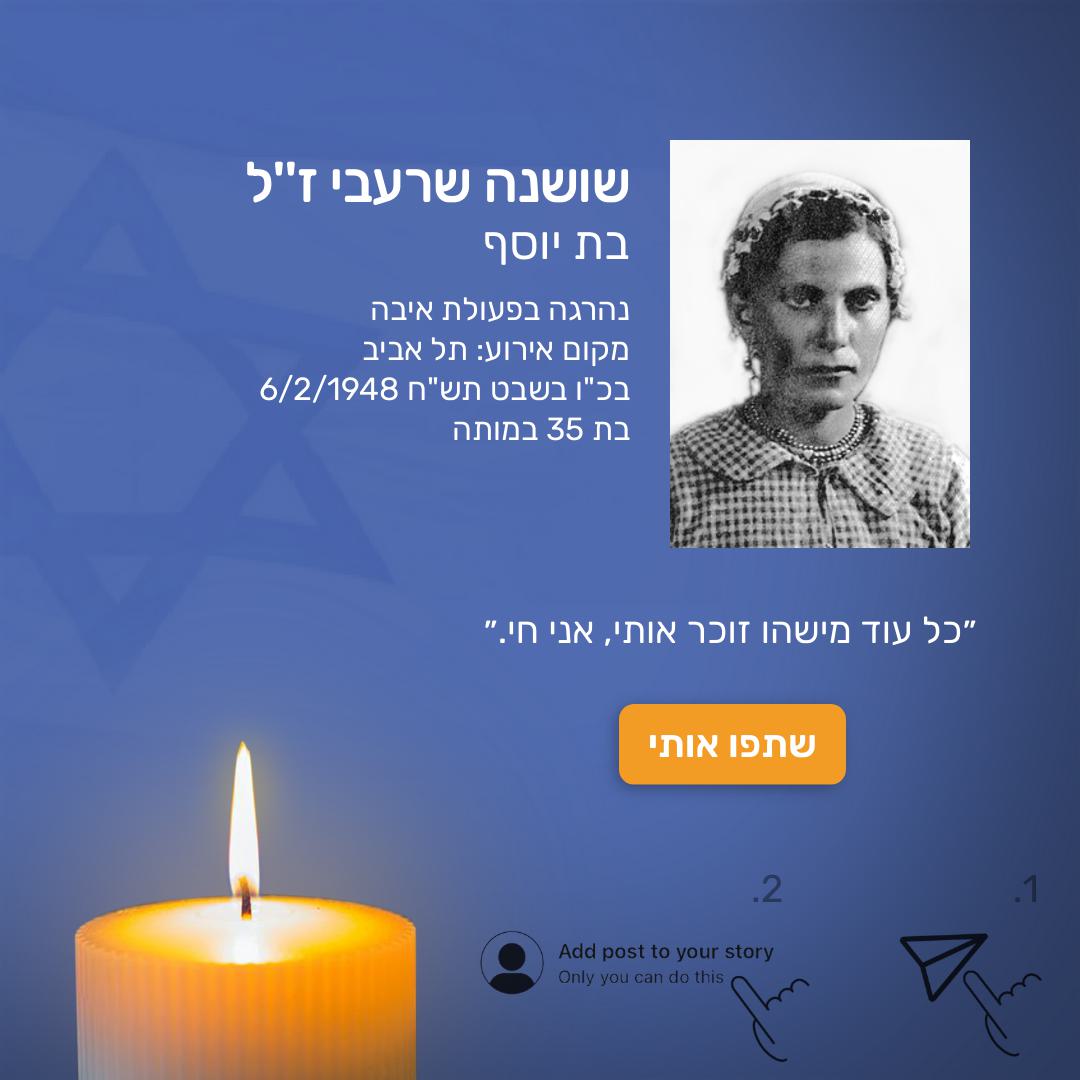 שושנה שרעבי ז"ל
בת יוסף
נהרגה בפעולת איבה
מקום אירוע: תל אביב
בכ"ו בשבט תש"ח 6/2/1948
בת 35 במותה
״כל עוד מישהו זוכר אותי, אני חי.״
שתפו אותי
1.
2.
Add post to your story
Only you can do this